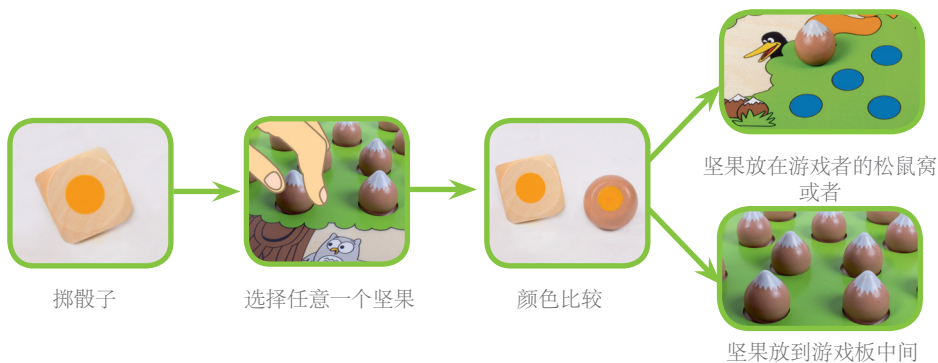 掷骰子
选择任意一个坚果
颜色比较
坚果放在游戏者的松鼠窝
或者
坚果放到游戏板中间